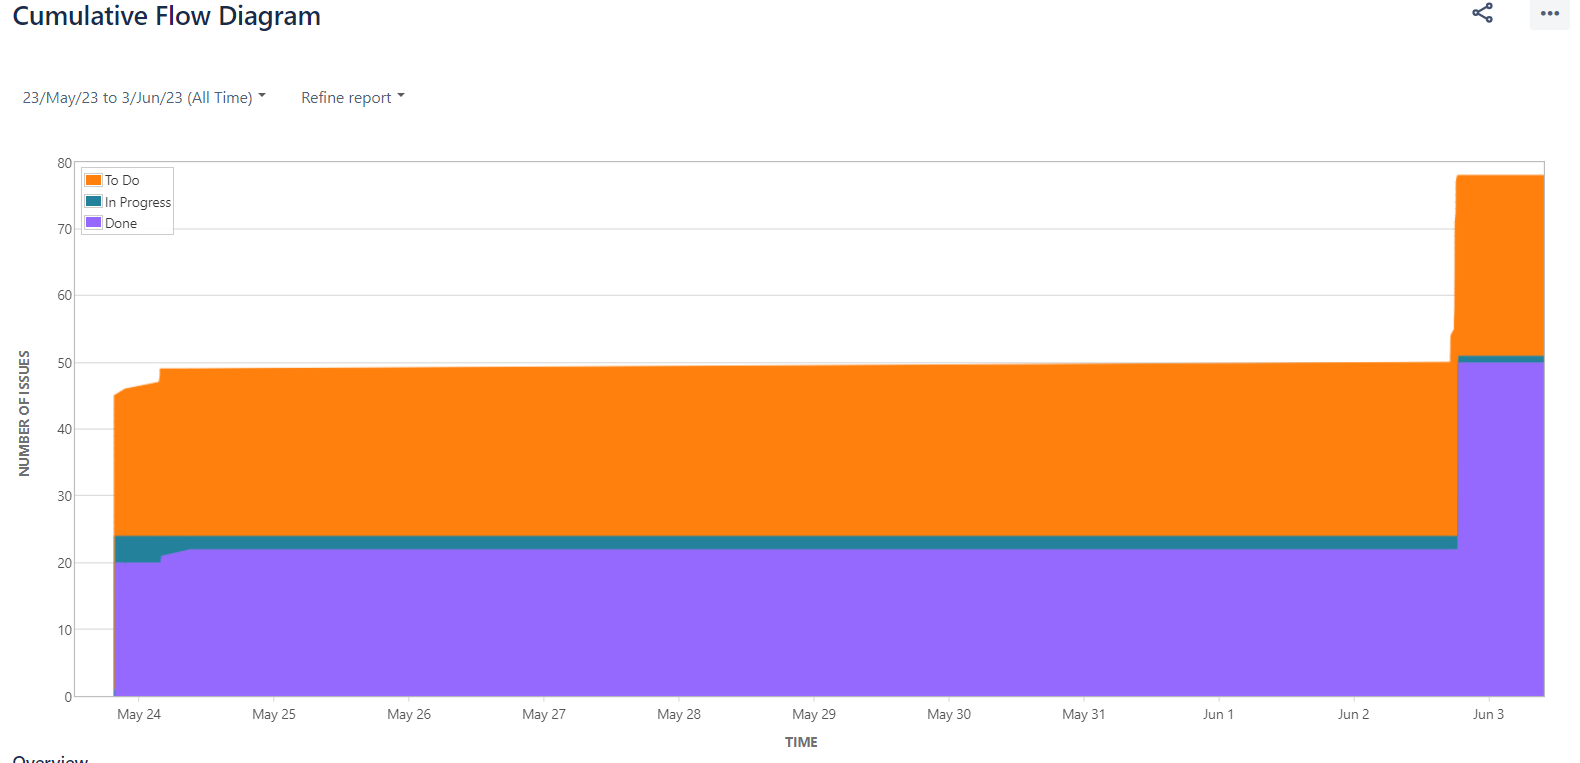 Cumulative Flow Diagram
23/May/23 to 3/Jun/23 (All Time) Refine report
80
To Do
In Progress
Done
70
60
50
40
30
20
10
0
NUMBER OF ISSUES
May 24 May 25 May 26 May 27 May 28 May 29 May 30 May 31 Jun 1 Jun 2 Jun 3
TIME
Overview